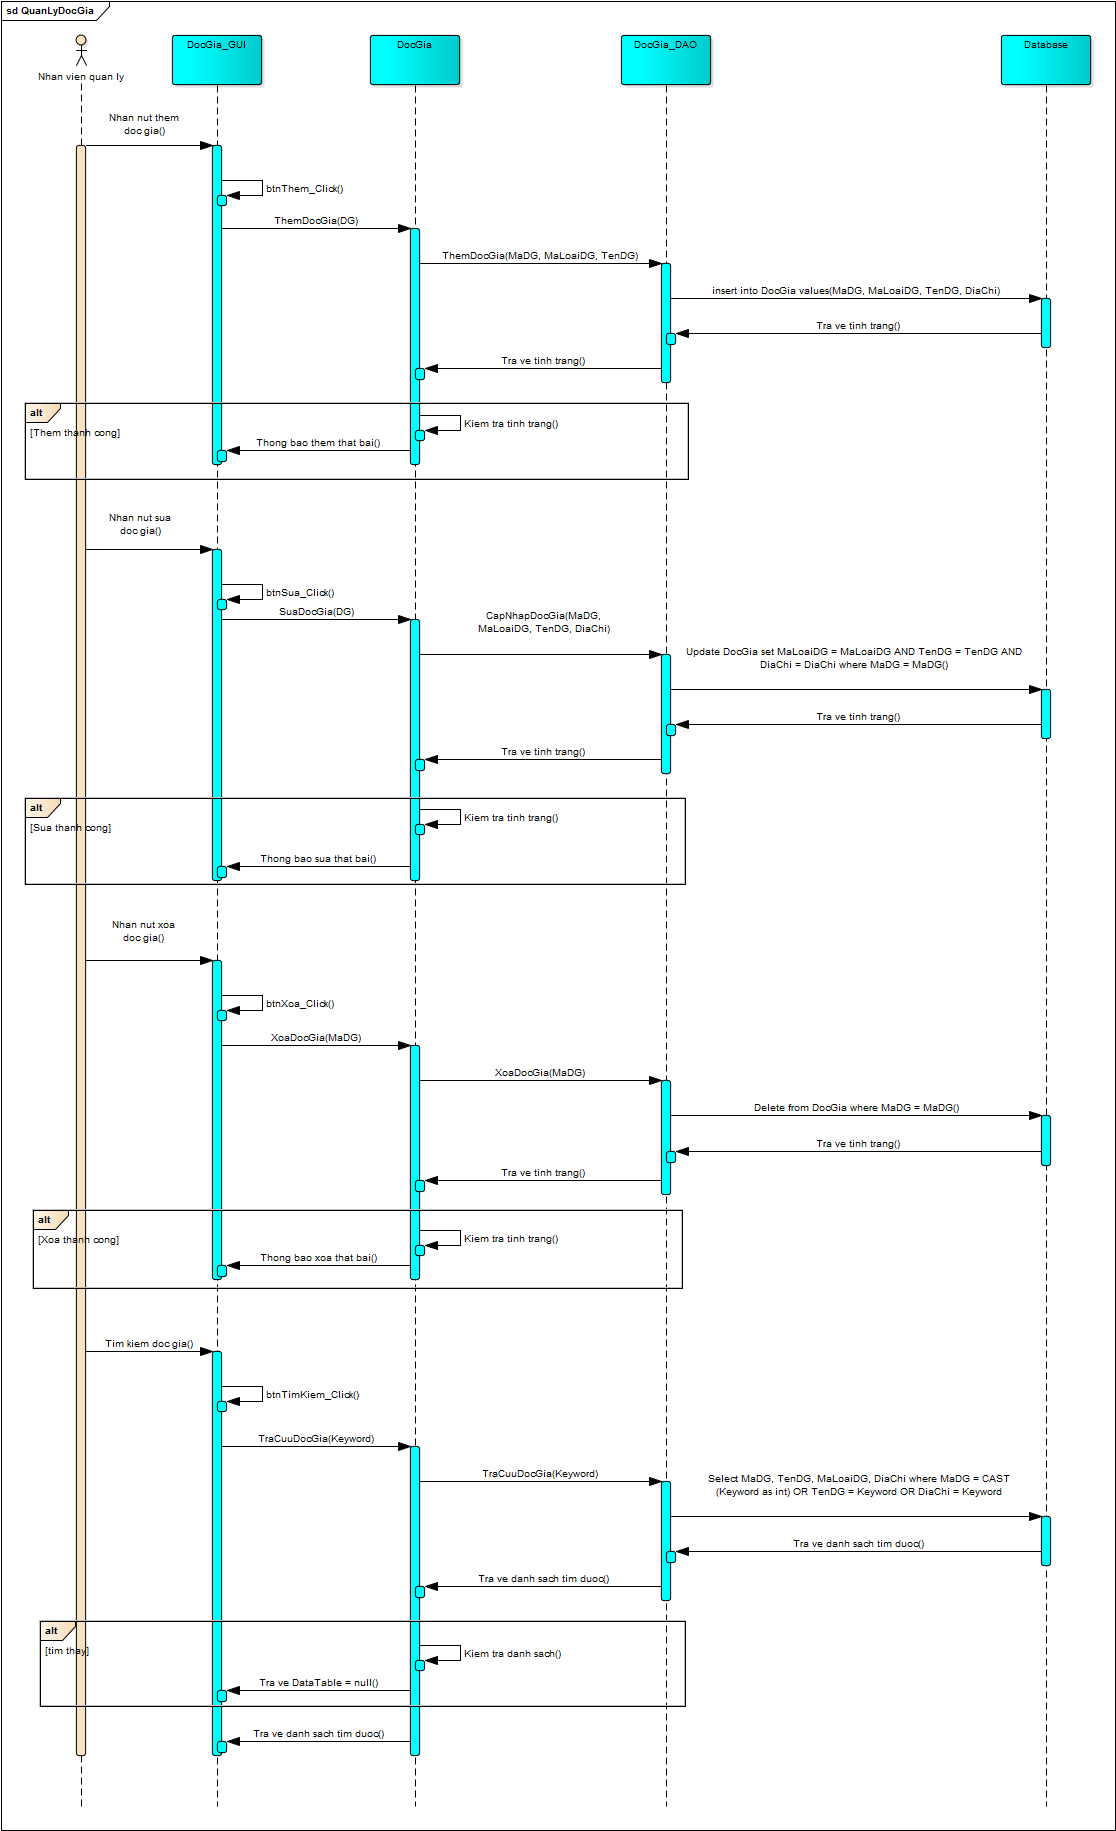 sd QuanLyDocGia
Nhan vien quan ly
DocGia_GUI
DocGia
DocGia_DAO
Database
Nhan nut them
doc gia()
btnThem_Click()
ThemDocGia(DG)
ThemDocGia(MaDG, MaLoaiDG, TenDG)
insert into DocGia values(MaDG, MaLoaiDG, TenDG, DiaChi)
Tra ve tinh trang()
Tra ve tinh trang()
alt
[Them thanh cong]
Kiem tra tinh trang()
Thong bao them that bai()
Nhan nut sua
doc gia()
btnSua_Click()
SuaDocGia(DG)
CapNhapDocGia(MaDG,
MaLoaiDG, TenDG, DiaChi)
Update DocGia set MaLoaiDG = MaLoaiDG AND TenDG = TenDG AND
DiaChi = DiaChi where MaDG = MaDG()
Tra ve tinh trang()
Tra ve tinh trang()
alt
[Sua thanh cong]
Kiem tra tinh trang()
Thong bao sua that bai()
Nhan nut xoa
doc gia()
btnXoa_Click()
XoaDocGia(MaDG)
XoaDocGia(MaDG)
Delete from DocGia where MaDG = MaDG()
Tra ve tinh trang()
Tra ve tinh trang()
alt
[Xoa thanh cong]
Kiem tra tinh trang()
Thong bao xoa that bai()
Tim kiem doc gia()
btnTimKiem_Click()
TraCuuDocGia(Keyword)
TraCuuDocGia(Keyword)
Select MaDG, TenDG, MaLoaiDG, DiaChi where MaDG = CAST
(Keyword as int) OR TenDG = Keyword OR DiaChi = Keyword
Tra ve danh sach tim duoc()
Tra ve danh sach tim duoc()
alt
[tim thay]
Kiem tra danh sach()
Tra ve DataTable = null()
Tra ve danh sach tim duoc()